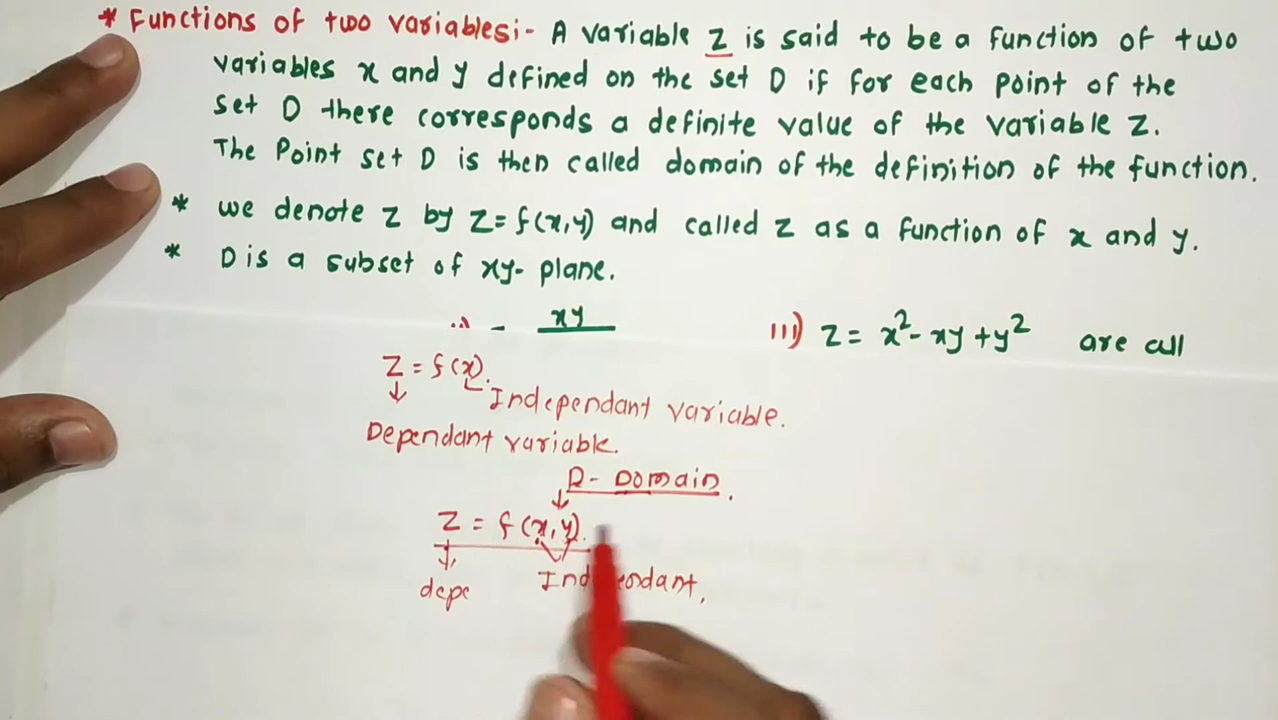 * Functions of two variables:- A variable z is said to be a function of two
variables x and y defined on the set D if for each point of the
set D there corresponds a definite value of the variable z.
The Point set D is then called domain of the definition of the function.
* we denote z by z=f(x,y) and called z as a function of x and y.
* D is a subset of xy-plane.
xy
III) z = x²-xy+y² are all
Z = f(x).
Independant variable.
Dependant variable.
D- Domain.
Z = f(x,y).
depe